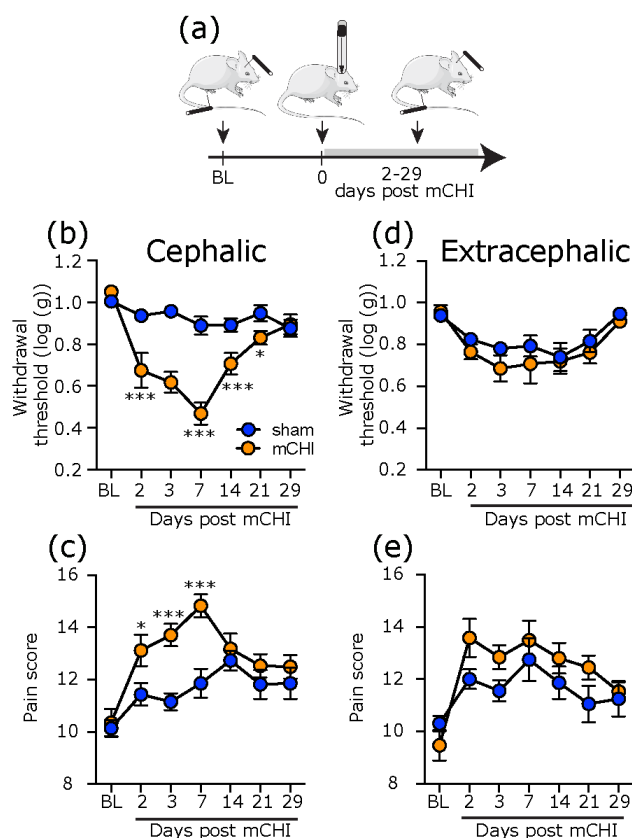 (a)
BL
0
2-29
days post mCHI
(b)
Cephalic
Withdrawal
threshold (log (g))
1.2
1.0
0.8
0.6
0.4
0.2
***
***
***
*
sham
mCHI
BL 2 3 7 14 21 29
Days post mCHI
(d)
Extracephalic
Withdrawal
threshold (log (g))
1.2
1.0
0.8
0.6
0.4
0.2
BL 2 3 7 14 21 29
Days post mCHI
(c)
Pain score
16
14
12
10
8
*
***
***
BL 2 3 7 14 21 29
Days post mCHI
(e)
Pain score
16
14
12
10
8
BL 2 3 7 14 21 29
Days post mCHI